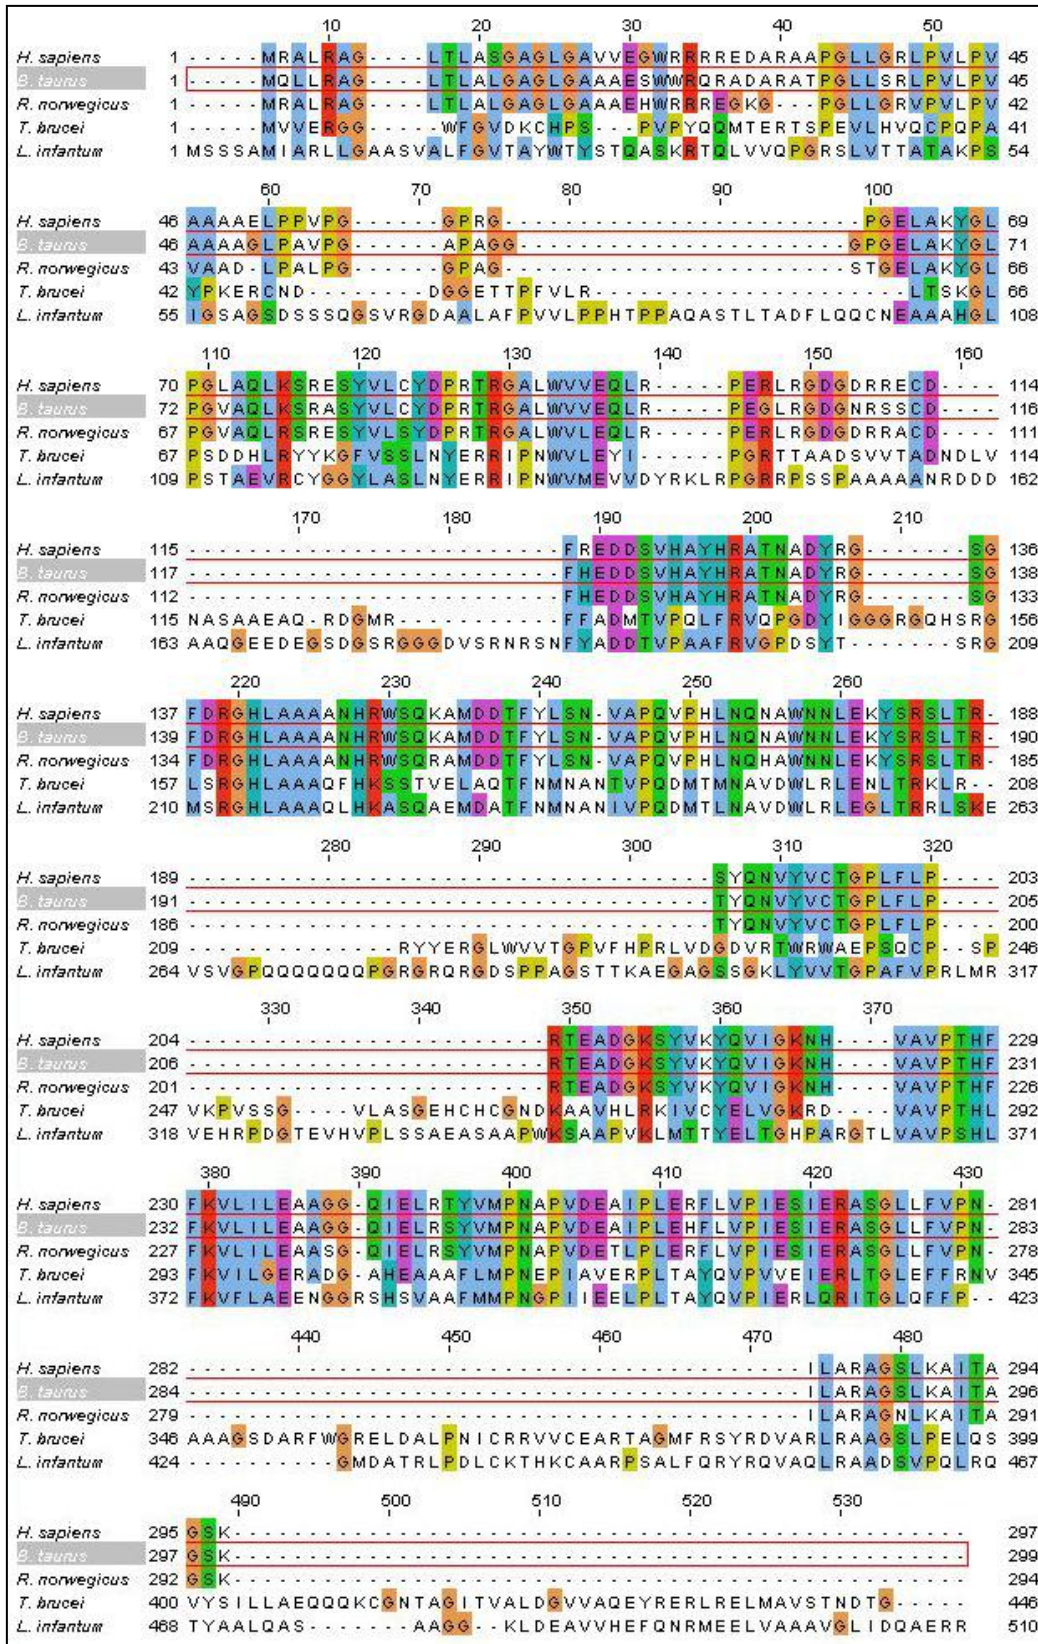 10 20 30 40 50
H. sapiens 1 - - - - - MRALRAG - - - - LTLASGAGLGAVVEGWRRRREDARAAPGLLGRLPVLPV 45
B. taurus 1 - - - - - MQLLRAG - - - - LTLALGAGLGAAAESWWRQRADARATPGLLSRLPVLPV 45
R. norwegicus 1 - - - - - MRALRAG - - - - LTLALGAGLGAAAEHWRRREGKG - - - PGLLGRVPVLPV 42
T. brucei 1 - - - - - MVVERGG - - - - - WFGVDKCHPS - - - PVPYQQMTERTSPEVLHVQCPQPA 41
L. infantum 1 MSSSAMIARLLGAASVALFGVTAYWTYSTQASKRTQLVVQPGRSLVTTATAKPS 54
60 70 80 90 100
H. sapiens 46 AAAAELPPVPG - - - - - - GPRG - - - - - - - - - - - - - - - - - - - - - - - - PGELAKYGL 69
B. taurus 46 AAAAGLPAVPG - - - - - - APAGG - - - - - - - - - - - - - - - - - - - - - - GPGELAKYGL 71
R. norwegicus 43 VAAD - LPALPG - - - - - - GPAG - - - - - - - - - - - - - - - - - - - - - - - STGELAKYGL 66
T. brucei 42 YPKERCND - - - - - - - - DGGETTPFVLR - - - - - - - - - - - - - - - - - - - - - LTSKGL 66
L. infantum 55 IGSAGSDSSSQGSVRGDAALAFPVVLPPHTPPAQASTLTADFLQQCNEAAAHGL 108
110 120 130 140 150 162
H. sapiens 70 PGLAQLKSRESYVLCYDPRTRGALWVVEQLR - - - - - PERLRGDGDRRECD - - - - 114
B. taurus 72 PGVAQLKSRASYVLCYDPRTRGALWVVEQLR - - - - - PEGLRGDGNRSSCD - - - - 116
R. norwegicus 67 PGVAQLRSRESYVLSYDPRTRGALWVLEQLR - - - - - PERLRGDGDRRACD - - - - 111
T. brucei 67 PSDDHLRYYKGFVSSLNYERRIPNWVLEYI - - - - - - PGRTTAADSVVTADNDLV 114
L. infantum 109 PSTAEVRCYGGYLASLNYERRIPNWVMEVVDYRKLRPGRRPSSPAAAAANRDDD 162
170 180 190 200 210
H. sapiens 115 - - - - - - - - - - - - - - - - - - - - - - - - - FREDDSVHAYHRATNADYRG - - - - - - - SG 136
B. taurus 117 - - - - - - - - - - - - - - - - - - - - - - - - - FHEDDSVHAYHRATNADYRG - - - - - - - SG 138
R. norwegicus 112 - - - - - - - - - - - - - - - - - - - - - - - - - FHEDDSVHAYHRATNADYRG - - - - - - - SG 133
T. brucei 115 NASAAEAQ - RDGMR - - - - - - - - - - - FFADMTVPQLFRVQPGDYIGGGRGQHSRG 156
L. infantum 163 AAQGEEDEGSDGSRGGGDVSRNRSNFYADDTVPAAFRVGPDSYT - - - - - - - SRG 209
220 230 240 250 260
H. sapiens 137 FDRGHLAAAANHRWSQKAMDDTFYLSN - VAPQVPHLNQNAWNNLEKYSRSLTR - 188
B. taurus 139 FDRGHLAAAANHRWSQKAMDDTFYLSN - VAPQVPHLNQNAWNNLEKYSRSLTR - 190
R. norwegicus 134 FDRGHLAAAANHRWSQRAMDDTFYLSN - VAPQVPHLNQHAWNNLEKYSRSLTR - 185
T. brucei 157 LSRGHLAAAQFHKSSTVELAQTFNMNANTVPQDMTMNAVDWLRLENLTRKLR - - 208
L. infantum 210 MSRGHLAAAQLHKASQAEMDATFNMNANIVPQDMTLNAVDWLRLEGLTRRLSKE 263
280 290 300 310 320
H. sapiens 189 - - - - - - - - - - - - - - - - - - - - - - - - - - - - - - - - - - - SYQNVYVCTGPLFLP - - - - 203
B. taurus 191 - - - - - - - - - - - - - - - - - - - - - - - - - - - - - - - - - - - TYQNVYVCTGPLFLP - - - - 205
R. norwegicus 186 - - - - - - - - - - - - - - - - - - - - - - - - - - - - - - - - - - - TYQNVYVCTGPLFLP - - - - 200
T. brucei 209 - - - - - - - - - - - - - - RYYERGLWVVTGPVFHPRLVDGDVRTWRWAEPSQCP - - SP 246
L. infantum 264 VSVGPQQQQQQQPGRGRQRGDSPPAGSTTKAEGAGSSGKLYVVTGPAFVPRLMR 317
330 340 350 360 370
H. sapiens 204 - - - - - - - - - - - - - - - - - - - - - - - - RTEADGKSYVKYQVIGKNH - - - - VAVPTHF 229
B. taurus 206 - - - - - - - - - - - - - - - - - - - - - - - - RTEADGKSYVKYQVIGKNH - - - - VAVPTHF 231
R. norwegicus 201 - - - - - - - - - - - - - - - - - - - - - - - - RTEADGKSYVKYQVIGKNH - - - - VAVPTHF 226
T. brucei 247 VKPVSSG - - - - VLASGEHCHCGNDKAAVHLRKIVCYELVGKRD - - - - VAVPTHL 292
L. infantum 318 VEHRPDGTEVHVPLSSAEASAAPWKSAAPVKLMTTYELTGHPARGTLVAVPSHL 371
380 390 400 410 420 430
H. sapiens 230 FKVLILEAAGG - QIELRTYVMPNAPVDEAIPLERFLVPIESIERASGLLFVPN - 281
B. taurus 232 FKVLILEAAGG - QIELRSYVMPNAPVDEAIPLEHFLVPIESIERASGLLFVPN - 283
R. norwegicus 227 FKVLILEAASG - QIELRSYVMPNAPVDETLPLERFLVPIESIERASGLLFVPN - 278
T. brucei 293 FKVILGERADG - AHEAAAFLMPNEPIAVERPLTAYQVPVVEIERLTGLEFFRNV 345
L. infantum 372 FKVFLAEENGGRSHSVAAFMMPNGPIIEELPLTAYQVPIERLQRITGLQFFP - - 423
440 450 460 470 480
H. sapiens 282 - - - - - - - - - - - - - - - - - - - - - - - - - - - - - - - - - - - - - - - - - ILARAGSLKAITA 294
B. taurus 284 - - - - - - - - - - - - - - - - - - - - - - - - - - - - - - - - - - - - - - - - - ILARAGSLKAITA 296
R. norwegicus 279 - - - - - - - - - - - - - - - - - - - - - - - - - - - - - - - - - - - - - - - - - ILARAGNLKAITA 291
T. brucei 346 AAAGSDARFWGRELDALPNICRRVVCEARTAGMFRSYRDVARLRAAGSLPELQS 399
L. infantum 424 - - - - - - - - - - GMDATRLPDLCKTHKCAARPSALFQRYRQVAQLRAADSVPQLRQ 467
490 500 510 520 530
H. sapiens 295 GSK - - - - - - - - - - - - - - - - - - - - - - - - - - - - - - - - - - - - - - - - - - - - - - - - - 297
B. taurus 297 GSK - - - - - - - - - - - - - - - - - - - - - - - - - - - - - - - - - - - - - - - - - - - - - - - - - 299
R. norwegicus 292 GSK - - - - - - - - - - - - - - - - - - - - - - - - - - - - - - - - - - - - - - - - - - - - - - - - - 294
T. brucei 400 VYSILLAEQQQKCGNTAGITVALDGVVAQEYRERLRELMAVSTNDTG - - - - - 446
L. infantum 468 TYAALQAS - - - - - - - AAGG - - KLDEAVVHEFQNRMEELVAAAVGLIDQAERR 510